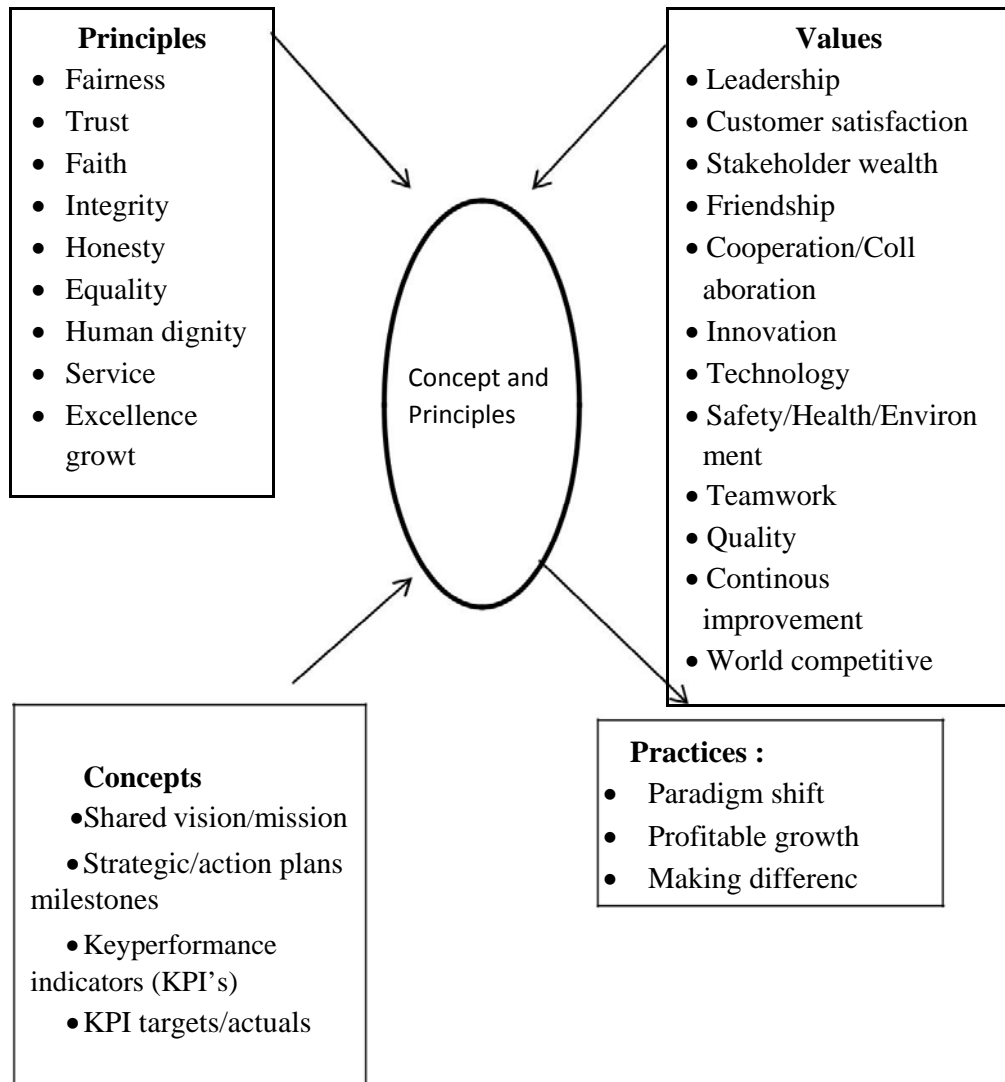 Principles
• Fairness
• Trust
• Faith
• Integrity
• Honesty
• Equality
• Human dignity
• Service
• Excellence
growt
Values
• Leadership
• Customer satisfaction
• Stakeholder wealth
• Friendship
• Cooperation/Coll
aboration
• Innovation
• Technology
• Safety/Health/Environ
ment
• Teamwork
• Quality
• Continous
improvement
• World competitive
Concept and
Principles
Concepts
•Shared vision/mission
•Strategic/action plans
milestones
•Keyperformance
indicators (KPI’s)
•KPI targets/actuals
Practices :
• Paradigm shift
• Profitable growth
• Making differenc